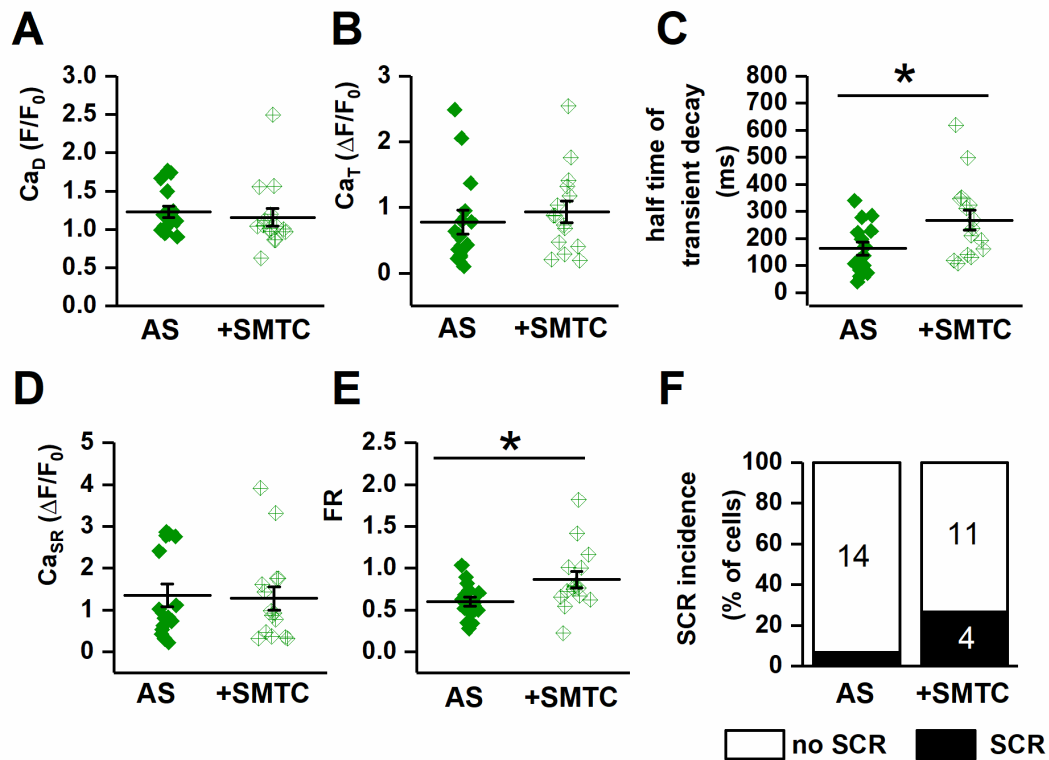 A
Ca_D (F/F_0)
3.0
2.5
2.0
1.5
1.0
0.5
0.0
AS +SMTC
B
Ca_T (ΔF/F_0)
3
2
1
0
AS +SMTC
C
half time of
transient decay
(ms)
800
700
600
500
400
300
200
100
0
*
AS +SMTC
D
Ca_SR (ΔF/F_0)
5
4
3
2
1
0
AS +SMTC
E
FR
2.5
2.0
1.5
1.0
0.5
0.0
*
AS +SMTC
F
SCR incidence
(% of cells)
100
80
60
40
20
0
14
11
4
AS +SMTC
no SCR SCR